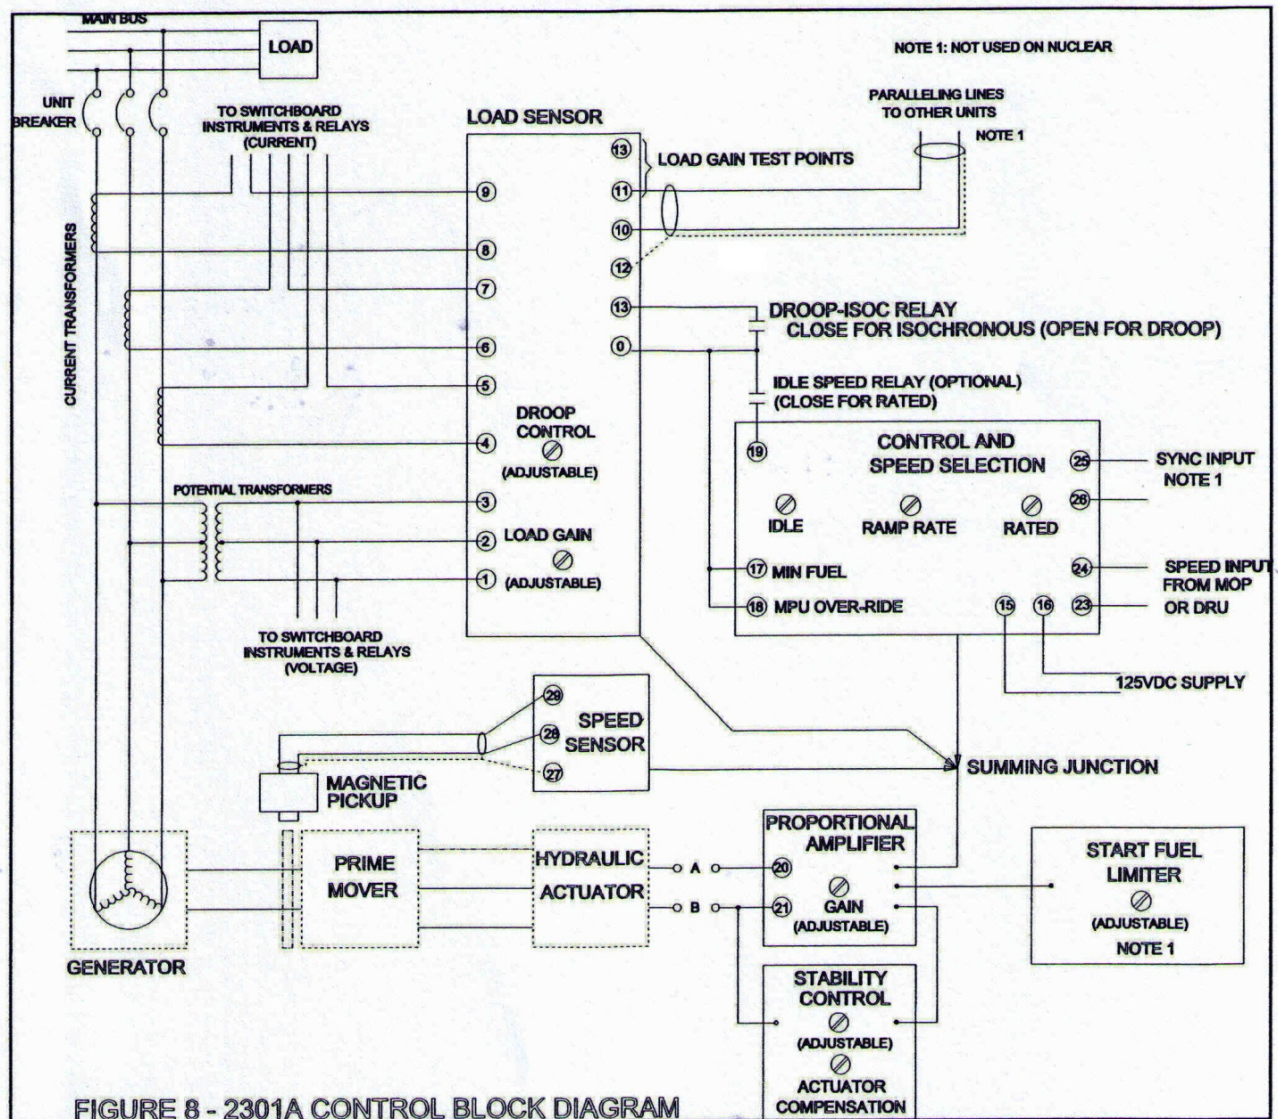 MAIN BUS
LOAD
NOTE 1: NOT USED ON NUCLEAR
UNIT
BREAKER
TO SWITCHBOARD
INSTRUMENTS & RELAYS
(CURRENT)
LOAD SENSOR
PARALLELING LINES
TO OTHER UNITS
NOTE 1
13
LOAD GAIN TEST POINTS
9
11
10
8
12
CURRENT TRANSFORMERS
7
13
DROOP-ISOC RELAY
CLOSE FOR ISOCHRONOUS (OPEN FOR DROOP)
6
0
5
IDLE SPEED RELAY (OPTIONAL)
(CLOSE FOR RATED)
DROOP
CONTROL
(ADJUSTABLE)
4
19
CONTROL AND
SPEED SELECTION
25
SYNC INPUT
NOTE 1
26
POTENTIAL TRANSFORMERS
3
IDLE
RAMP RATE
RATED
2
LOAD GAIN
(ADJUSTABLE)
1
17
MIN FUEL
24
SPEED INPUT
FROM MOP
OR DRU
18
MPU OVER-RIDE
15
16
23
TO SWITCHBOARD
INSTRUMENTS & RELAYS
(VOLTAGE)
125VDC SUPPLY
29
SPEED
SENSOR
28
27
MAGNETIC
PICKUP
SUMMING JUNCTION
PROPORTIONAL
AMPLIFIER
PRIME
MOVER
HYDRAULIC
ACTUATOR
A
20
B
21
GAIN
(ADJUSTABLE)
START FUEL
LIMITER
(ADJUSTABLE)
NOTE 1
GENERATOR
STABILITY
CONTROL
(ADJUSTABLE)
ACTUATOR
COMPENSATION
FIGURE 8 - 2301A CONTROL BLOCK DIAGRAM